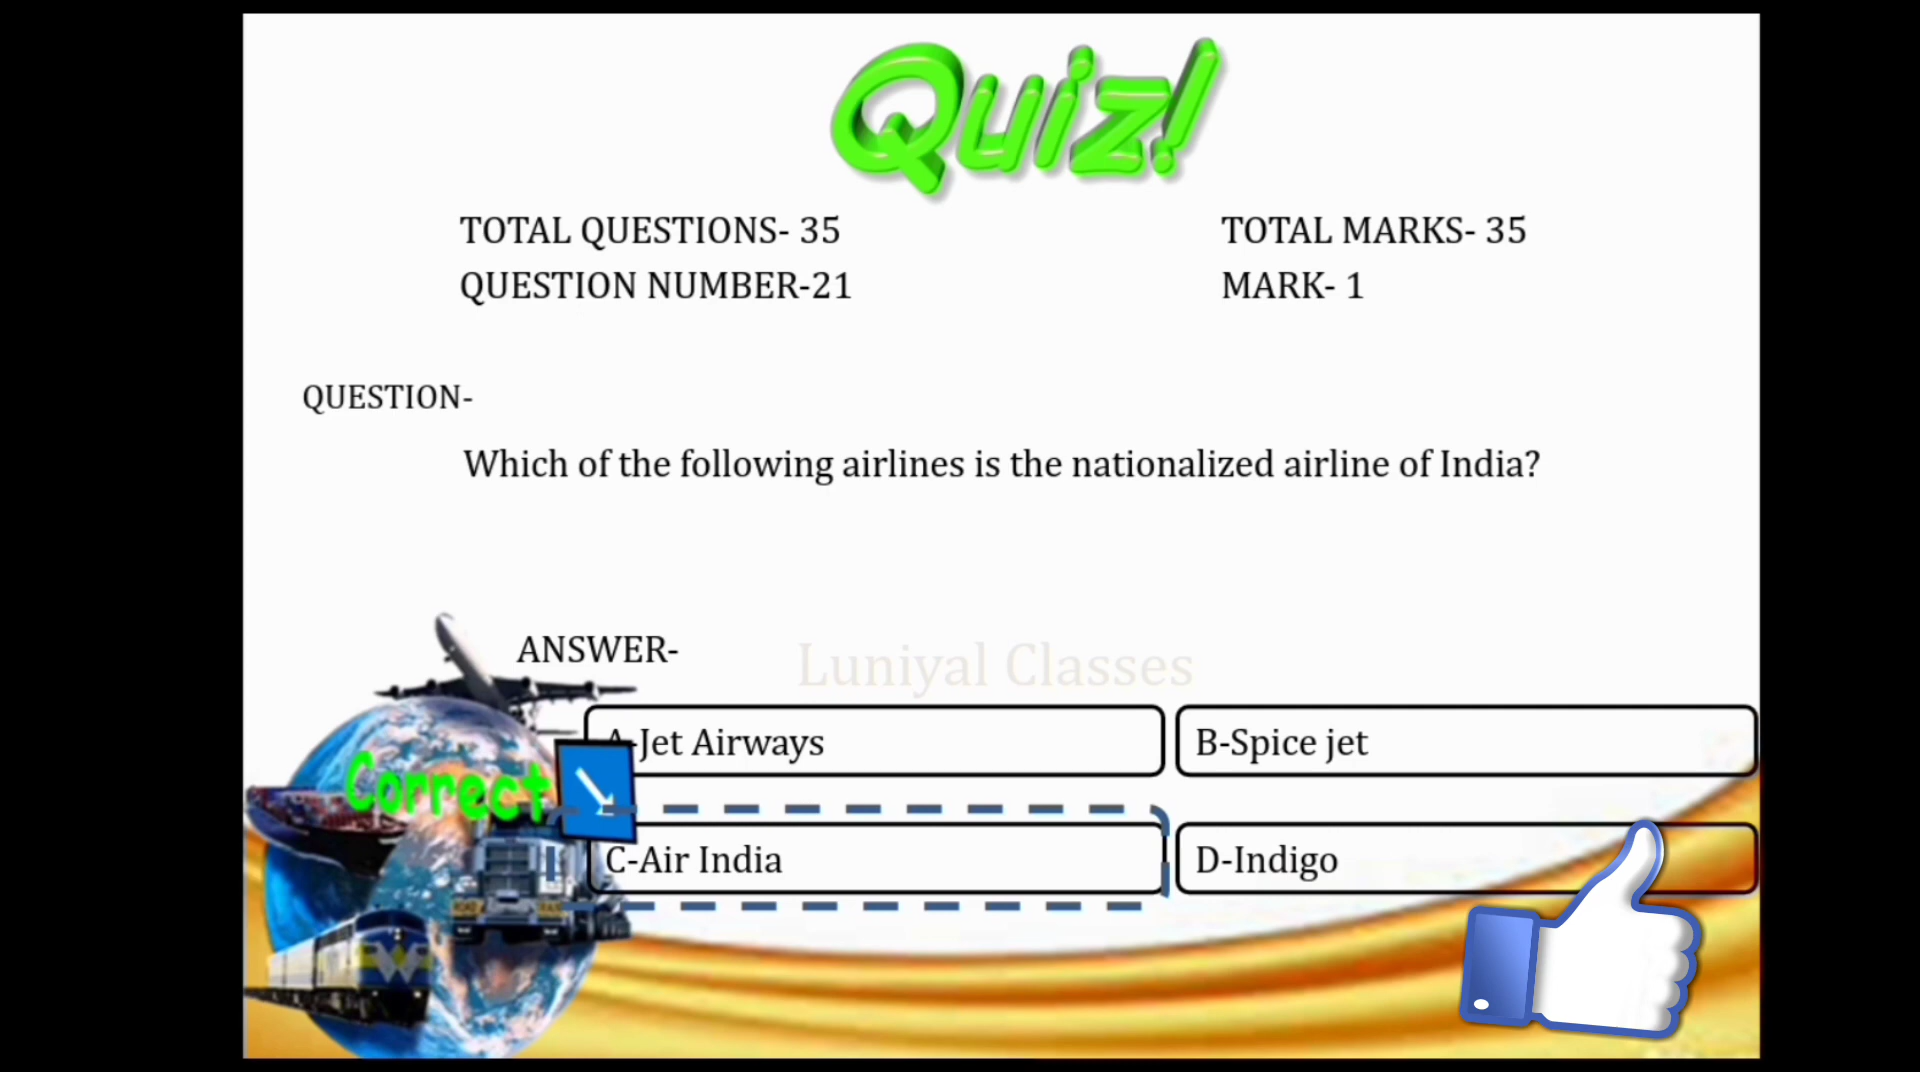 Quiz!
TOTAL QUESTIONS- 35
TOTAL MARKS- 35
QUESTION NUMBER-21
MARK- 1
QUESTION-
Which of the following airlines is the nationalized airline of India?
ANSWER-
Luniyal Classes
A-Jet Airways
B-Spice jet
Correct
C-Air India
D-Indigo